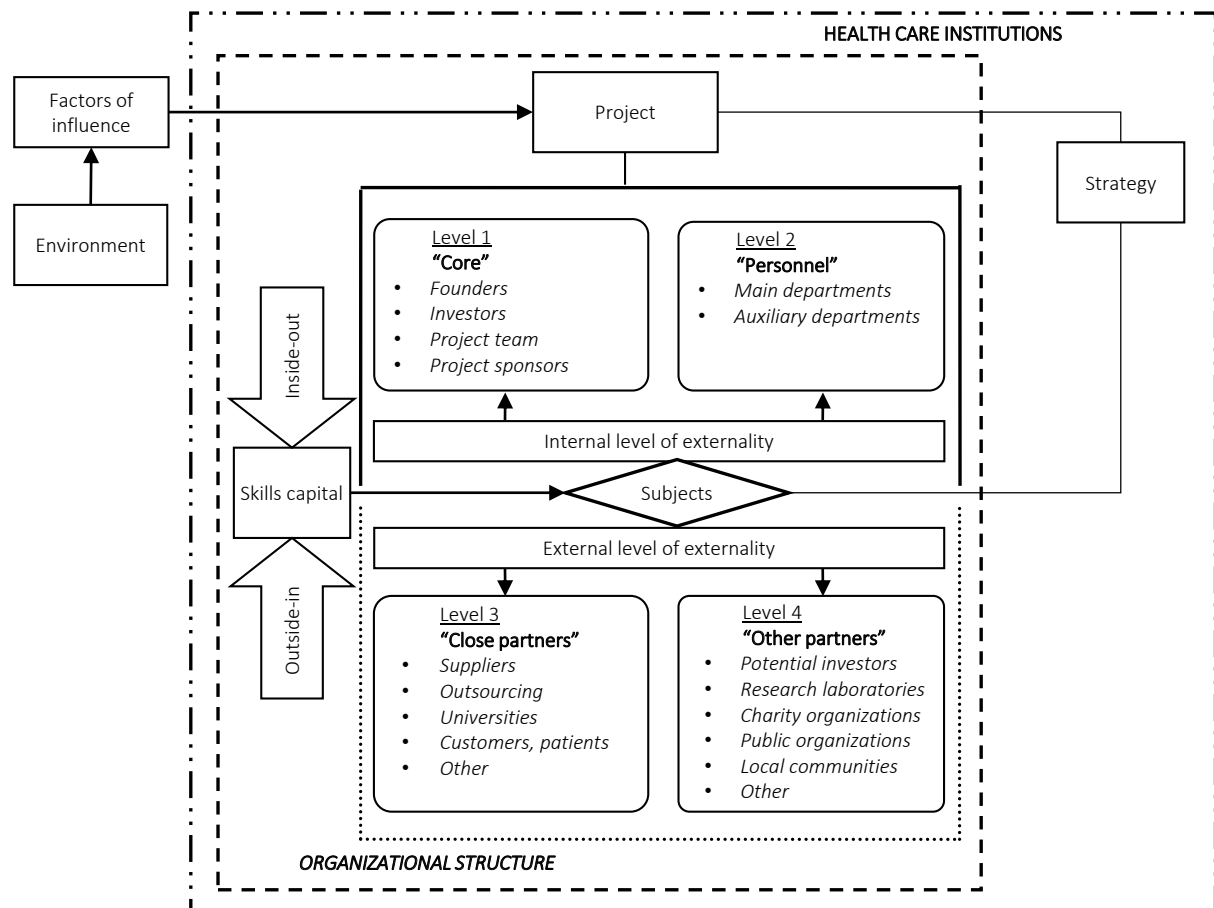 HEALTH CARE INSTITUTIONS
Factors of
influence
Project
Strategy
Environment
Level 1
“Core”
• Founders
• Investors
• Project team
• Project sponsors
Level 2
“Personnel”
• Main departments
• Auxiliary departments
Inside-out
Internal level of externality
Skills capital
Subjects
External level of externality
Outside-in
Level 3
“Close partners”
• Suppliers
• Outsourcing
• Universities
• Customers, patients
• Other
Level 4
“Other partners”
• Potential investors
• Research laboratories
• Charity organizations
• Public organizations
• Local communities
• Other
ORGANIZATIONAL STRUCTURE